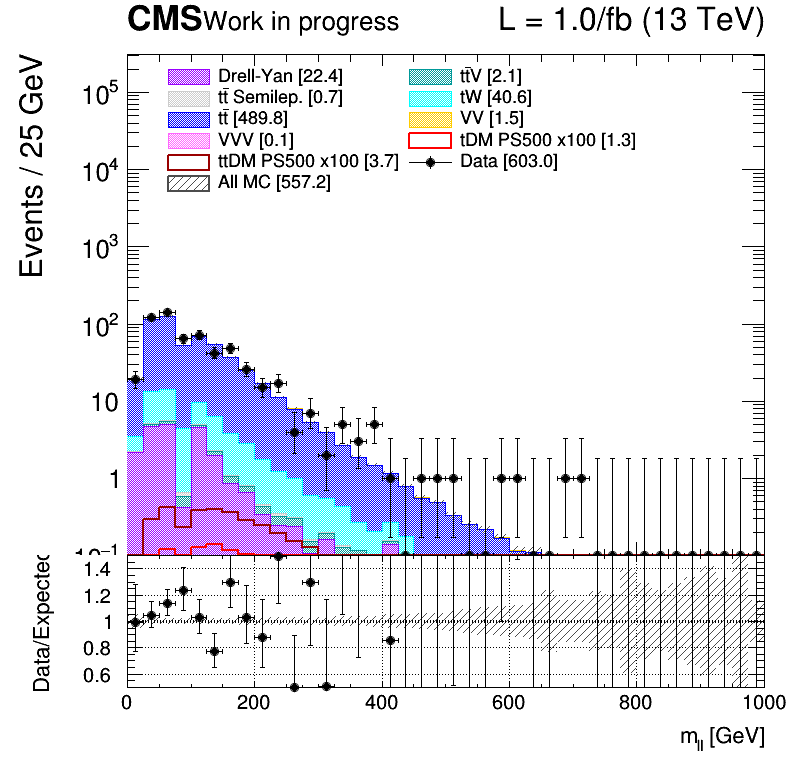 CMS Work in progress L = 1.0/fb (13 TeV)
Events / 25 GeV
Drell-Yan [22.4] tt̄V [2.1]
tt̄ Semilep. [0.7] tW [40.6]
tt̄ [489.8] VV [1.5]
VVV [0.1] tDM PS500 x100 [1.3]
ttDM PS500 x100 [3.7] Data [603.0]
All MC [557.2]
10⁵
10⁴
10³
10²
10
1
10⁻¹
Data/Expected
1.4
1.2
1
0.8
0.6
0 200 400 600 800 1000
m_ll [GeV]